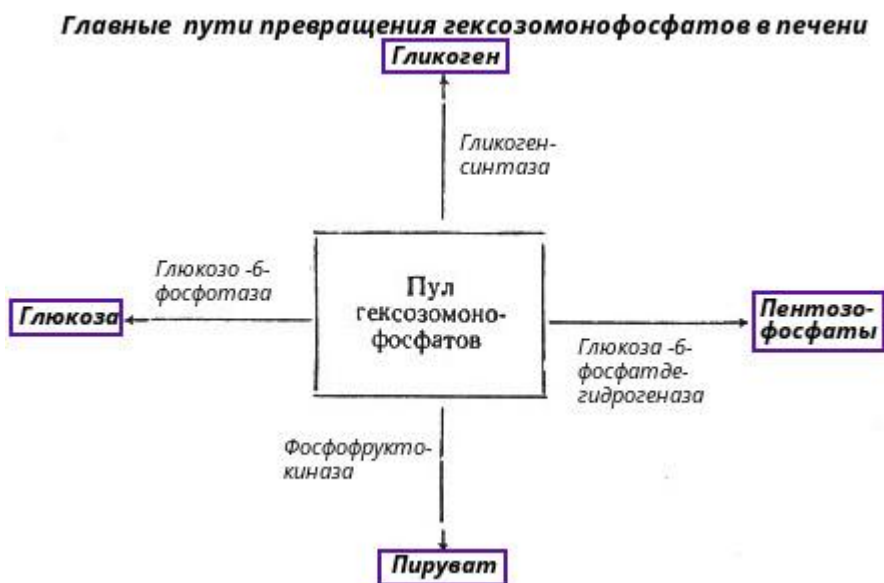 Главные пути превращения гексозомонофосфатов в печени
Гликоген
Гликоген-
синтаза
Глюкозо -6-
фосфотаза
Глюкоза
Пул
гексозомоно-
фосфатов
Пентозо-
фосфаты
Глюкоза -6-
фосфатде-
гидрогеназа
Фосфофрукто-
киназа
Пируват